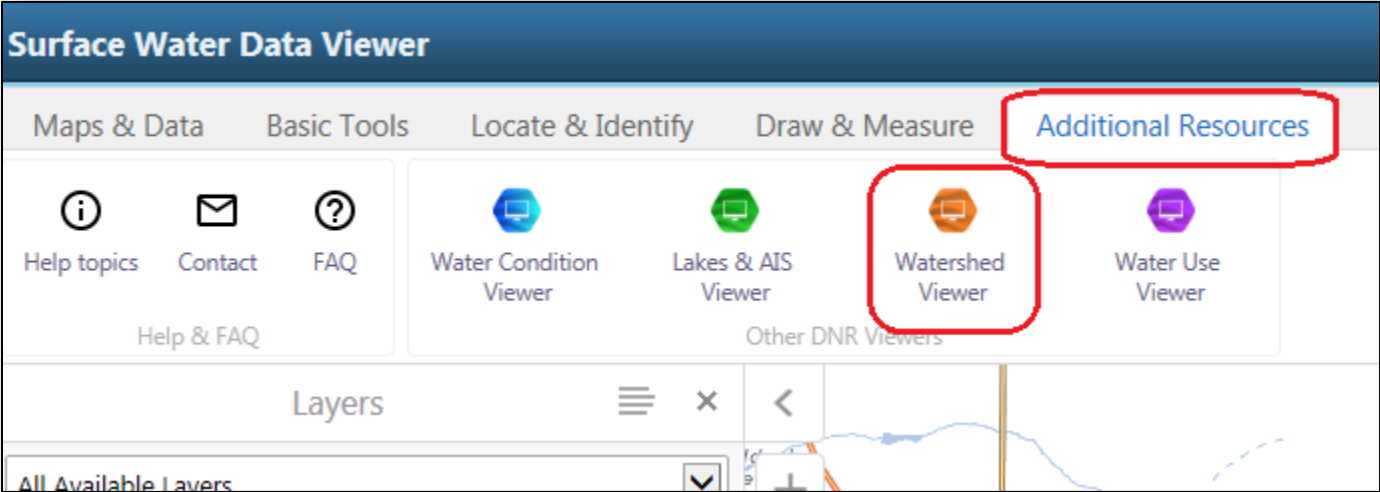 Surface Water Data Viewer
Maps & Data Basic Tools Locate & Identify Draw & Measure Additional Resources
Help topics Contact FAQ Water Condition Viewer Lakes & AIS Viewer Watershed Viewer Water Use Viewer
Help & FAQ Other DNR Viewers
Layers
All Available Layers